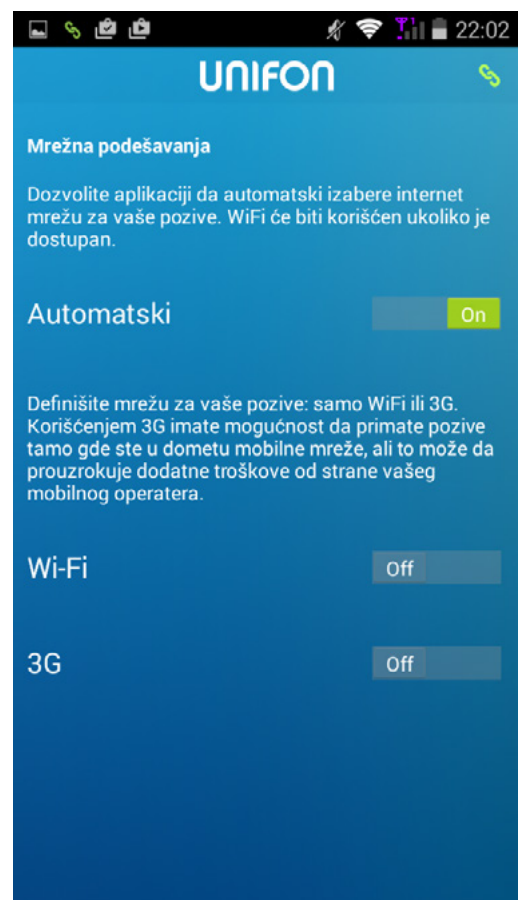 22:02
UNIFON
Mrežna podešavanja
Dozvolite aplikaciji da automatski izabere internet
mrežu za vaše pozive. WiFi će biti korišćen ukoliko je
dostupan.
Automatski On
Definišite mrežu za vaše pozive: samo WiFi ili 3G.
Korišćenjem 3G imate mogućnost da primate pozive
tamo gde ste u dometu mobilne mreže, ali to može da
prouzrokuje dodatne troškove od strane vašeg
mobilnog operatera.
Wi-Fi Off
3G Off